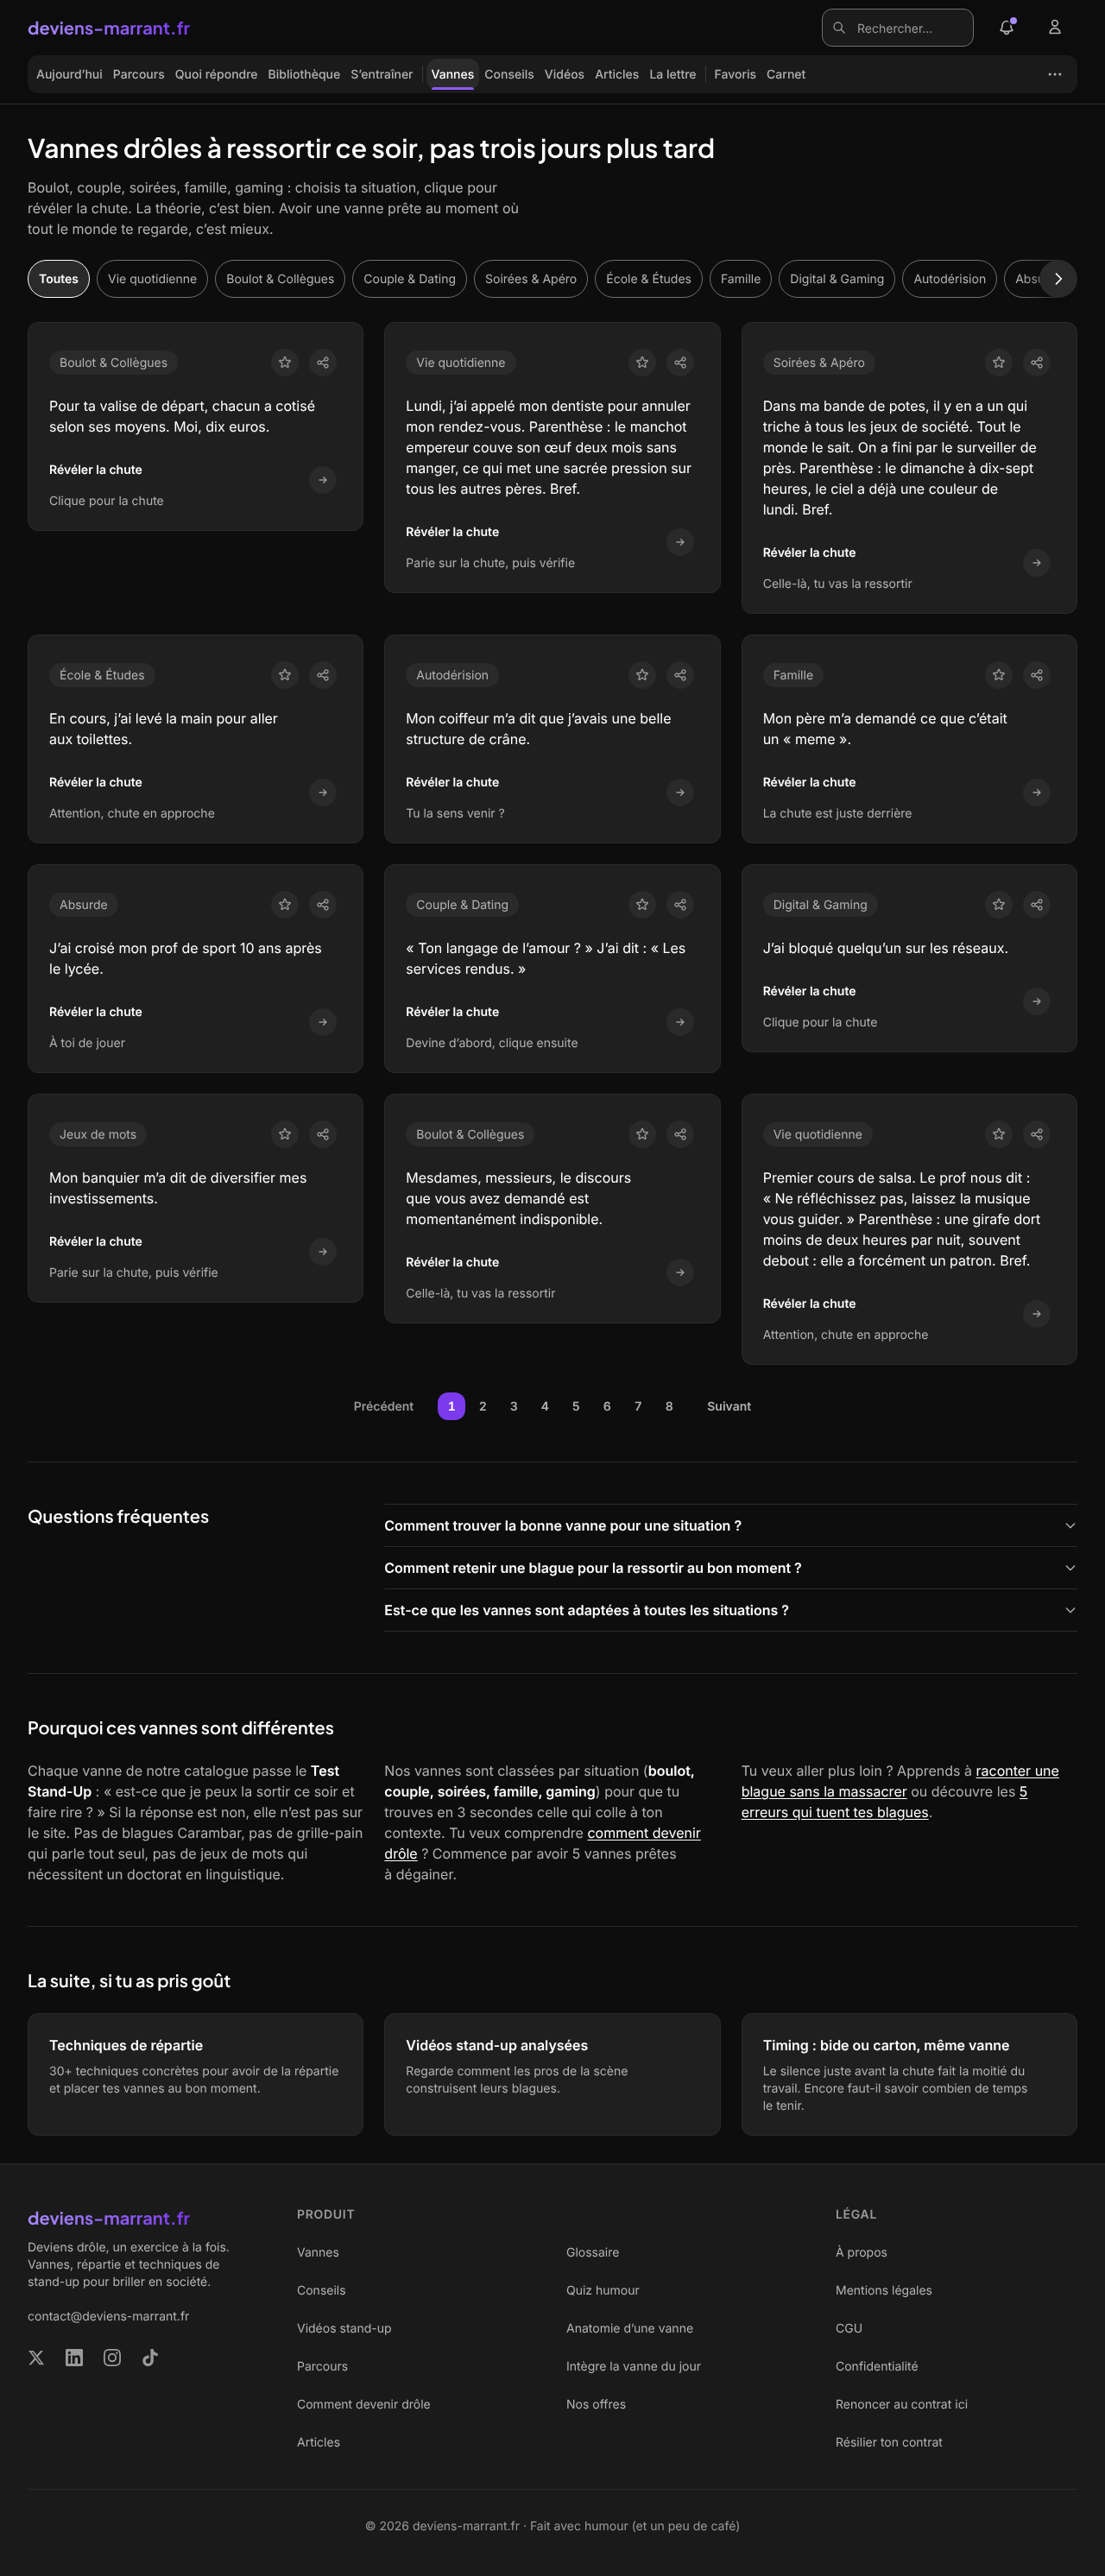 deviens-marrant.fr
Rechercher...
Aujourd’hui Parcours Quoi répondre Bibliothèque S’entraîner Vannes Conseils Vidéos Articles La lettre Favoris Carnet
Vannes drôles à ressortir ce soir, pas trois jours plus tard
Boulot, couple, soirées, famille, gaming : choisis ta situation, clique pour
révéler la chute. La théorie, c’est bien. Avoir une vanne prête au moment où
tout le monde te regarde, c’est mieux.
Toutes Vie quotidienne Boulot & Collègues Couple & Dating Soirées & Apéro École & Études Famille Digital & Gaming Autodérision
Boulot & Collègues
Pour ta valise de départ, chacun a cotisé
selon ses moyens. Moi, dix euros.
Révéler la chute
Clique pour la chute
Vie quotidienne
Lundi, j’ai appelé mon dentiste pour annuler
mon rendez-vous. Parenthèse : le manchot
empereur couve son œuf deux mois sans
manger, ce qui met une sacrée pression sur
tous les autres pères. Bref.
Révéler la chute
Parie sur la chute, puis vérifie
Soirées & Apéro
Dans ma bande de potes, il y en a un qui
triche à tous les jeux de société. Tout le
monde le sait. On a fini par le surveiller de
près. Parenthèse : le dimanche à dix-sept
heures, le ciel a déjà une couleur de
lundi. Bref.
Révéler la chute
Celle-là, tu vas la ressortir
École & Études
En cours, j’ai levé la main pour aller
aux toilettes.
Révéler la chute
Attention, chute en approche
Autodérision
Mon coiffeur m’a dit que j’avais une belle
structure de crâne.
Révéler la chute
Tu la sens venir ?
Famille
Mon père m’a demandé ce que c’était
un « meme ».
Révéler la chute
La chute est juste derrière
Absurde
J’ai croisé mon prof de sport 10 ans après
le lycée.
Révéler la chute
À toi de jouer
Couple & Dating
« Ton langage de l’amour ? » J’ai dit : « Les
services rendus. »
Révéler la chute
Devine d’abord, clique ensuite
Digital & Gaming
J’ai bloqué quelqu’un sur les réseaux.
Révéler la chute
Clique pour la chute
Jeux de mots
Mon banquier m’a dit de diversifier mes
investissements.
Révéler la chute
Parie sur la chute, puis vérifie
Boulot & Collègues
Mesdames, messieurs, le discours
que vous avez demandé est
momentanément indisponible.
Révéler la chute
Celle-là, tu vas la ressortir
Vie quotidienne
Premier cours de salsa. Le prof nous dit :
« Ne réfléchissez pas, laissez la musique
vous guider. » Parenthèse : une girafe dort
moins de deux heures par nuit, souvent
debout : elle a forcément un patron. Bref.
Révéler la chute
Attention, chute en approche
Précédent 1 2 3 4 5 6 7 8 Suivant
Questions fréquentes
Comment trouver la bonne vanne pour une situation ?
Comment retenir une blague pour la ressortir au bon moment ?
Est-ce que les vannes sont adaptées à toutes les situations ?
Pourquoi ces vannes sont différentes
Chaque vanne de notre catalogue passe le Test
Stand-Up : « est-ce que je peux la sortir ce soir et
faire rire ? » Si la réponse est non, elle n’est pas sur
le site. Pas de blagues Carambar, pas de grille-pain
qui parle tout seul, pas de jeux de mots qui
nécessitent un doctorat en linguistique.
Nos vannes sont classées par situation (boulot,
couple, soirées, famille, gaming) pour que tu
trouves en 3 secondes celle qui colle à ton
contexte. Tu veux comprendre comment devenir
drôle ? Commence par avoir 5 vannes prêtes
à dégainer.
Tu veux aller plus loin ? Apprends à raconter une
blague sans la massacrer ou découvre les 5
erreurs qui tuent tes blagues.
La suite, si tu as pris goût
Techniques de répartie
30+ techniques concrètes pour avoir de la répartie
et placer tes vannes au bon moment.
Vidéos stand-up analysées
Regarde comment les pros de la scène
construisent leurs blagues.
Timing : bide ou carton, même vanne
Le silence juste avant la chute fait la moitié du
travail. Encore faut-il savoir combien de temps
le tenir.
deviens-marrant.fr
Deviens drôle, un exercice à la fois.
Vannes, répartie et techniques de
stand-up pour briller en société.
contact@deviens-marrant.fr
PRODUIT
Vannes
Conseils
Vidéos stand-up
Parcours
Comment devenir drôle
Articles
Glossaire
Quiz humour
Anatomie d’une vanne
Intègre la vanne du jour
Nos offres
LÉGAL
À propos
Mentions légales
CGU
Confidentialité
Renoncer au contrat ici
Résilier ton contrat
© 2026 deviens-marrant.fr · Fait avec humour (et un peu de café)